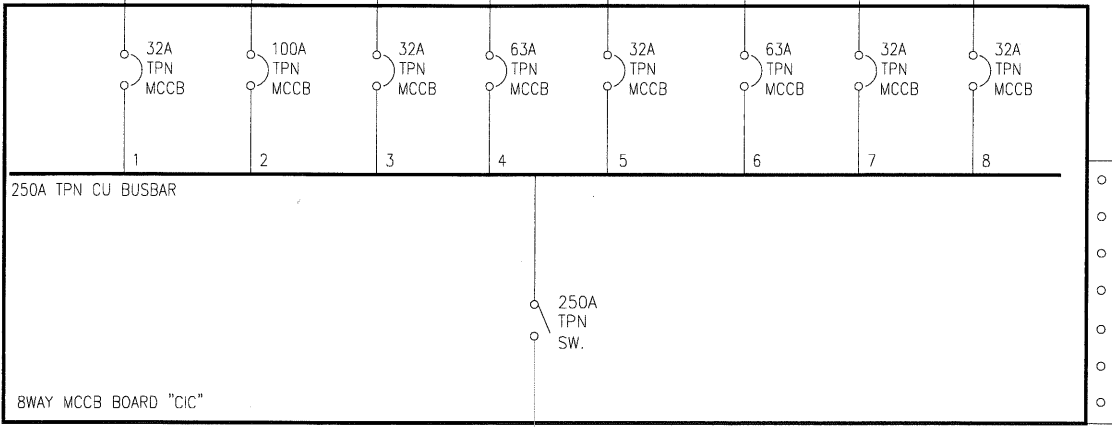 32A
TPN
MCCB
100A
TPN
MCCB
32A
TPN
MCCB
63A
TPN
MCCB
32A
TPN
MCCB
63A
TPN
MCCB
32A
TPN
MCCB
32A
TPN
MCCB
1
2
3
4
5
6
7
8
250A TPN CU BUSBAR
250A
TPN
SW.
8WAY MCCB BOARD "CIC"